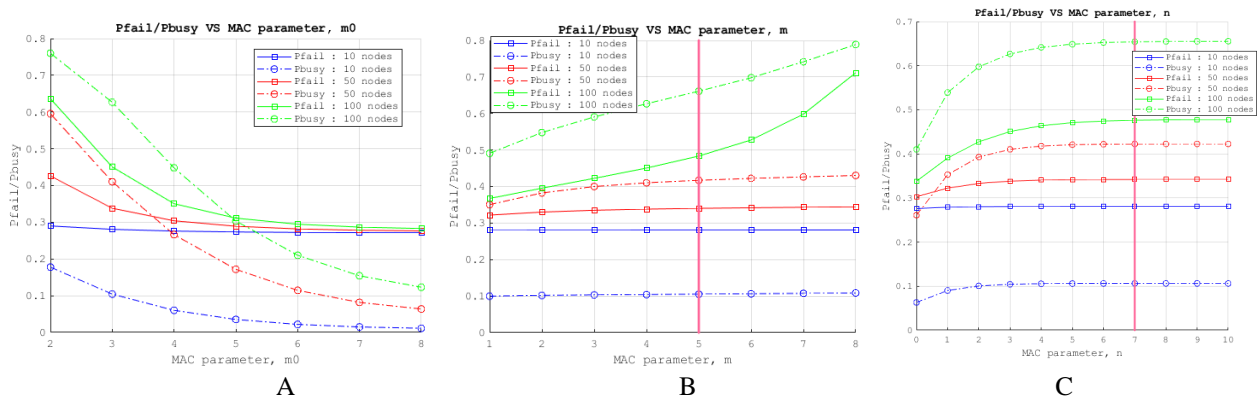 Pfail/Pbusy VS MAC parameter, m0
0.8
0.7
0.6
0.5
0.4
0.3
0.2
0.1
0
Pfail/Pbusy
Pfail : 10 nodes
Pbusy : 10 nodes
Pfail : 50 nodes
Pbusy : 50 nodes
Pfail : 100 nodes
Pbusy : 100 nodes
2 3 4 5 6 7 8
MAC parameter, m0
A
Pfail/Pbusy VS MAC parameter, m
0.8
0.7
0.6
0.5
0.4
0.3
0.2
0.1
0
Pfail/Pbusy
Pfail : 10 nodes
Pbusy : 10 nodes
Pfail : 50 nodes
Pbusy : 50 nodes
Pfail : 100 nodes
Pbusy : 100 nodes
1 2 3 4 5 6 7 8
MAC parameter, m
B
Pfail/Pbusy VS MAC parameter, n
0.7
0.6
0.5
0.4
0.3
0.2
0.1
0
Pfail/Pbusy
Pfail : 10 nodes
Pbusy : 10 nodes
Pfail : 50 nodes
Pbusy : 50 nodes
Pfail : 100 nodes
Pbusy : 100 nodes
0 1 2 3 4 5 6 7 8 9 10
MAC parameter, n
C